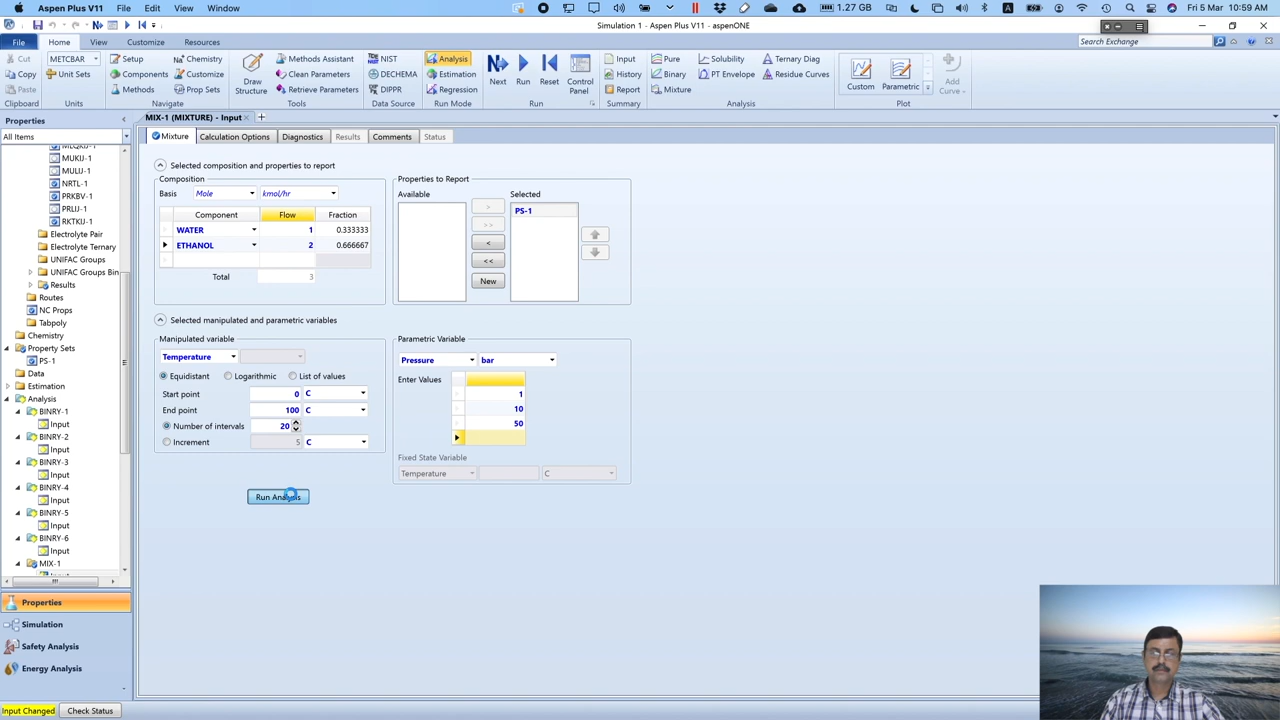 Aspen Plus V11 File Edit View Window 1.27 GB Fri 5 Mar 10:59 AM
Simulation 1 - Aspen Plus V11 - aspenONE
File Home View Customize Resources Search Exchange
Cut METCBAR Setup Chemistry Methods Assistant NIST Analysis Input Pure Solubility Ternary Diag
Copy Unit Sets Components Customize Clean Parameters DECHEMA Estimation History Binary PT Envelope Residue Curves
Paste Methods Prop Sets Draw Structure Retrieve Parameters DIPPR Regression Next Run Reset Control Panel Report Mixture Custom Parametric Add Curve
Clipboard Units Navigate Tools Data Source Run Mode Run Summary Analysis Plot
Properties
MIX-1 (MIXTURE) - Input
All Items
Mixture Calculation Options Diagnostics Results Comments Status
MLQKIJ-1
MUKIJ-1
MULIJ-1
NRTL-1
PRKBV-1
PRLIJ-1
RKTKIJ-1
Electrolyte Pair
Electrolyte Ternary
UNIFAC Groups
UNIFAC Groups Bin
Results
Routes
NC Props
Tabpoly
Chemistry
Property Sets
PS-1
Data
Estimation
Analysis
BINRY-1
Input
BINRY-2
Input
BINRY-3
Input
BINRY-4
Input
BINRY-5
Input
BINRY-6
Input
MIX-1
Properties
Simulation
Safety Analysis
Energy Analysis
Selected composition and properties to report
Composition
Basis Mole kmol/hr
Component Flow Fraction
WATER 1 0.333333
ETHANOL 2 0.666667
Total 3
Properties to Report
Available Selected
PS-1
>
>>
<
<<
New
Selected manipulated and parametric variables
Manipulated variable
Temperature
Equidistant Logarithmic List of values
Start point 0 C
End point 100 C
Number of intervals 20
Increment 5 C
Parametric Variable
Pressure bar
Enter Values
1
10
50
Fixed State Variable
Temperature C
Run Analysis
Input Changed Check Status